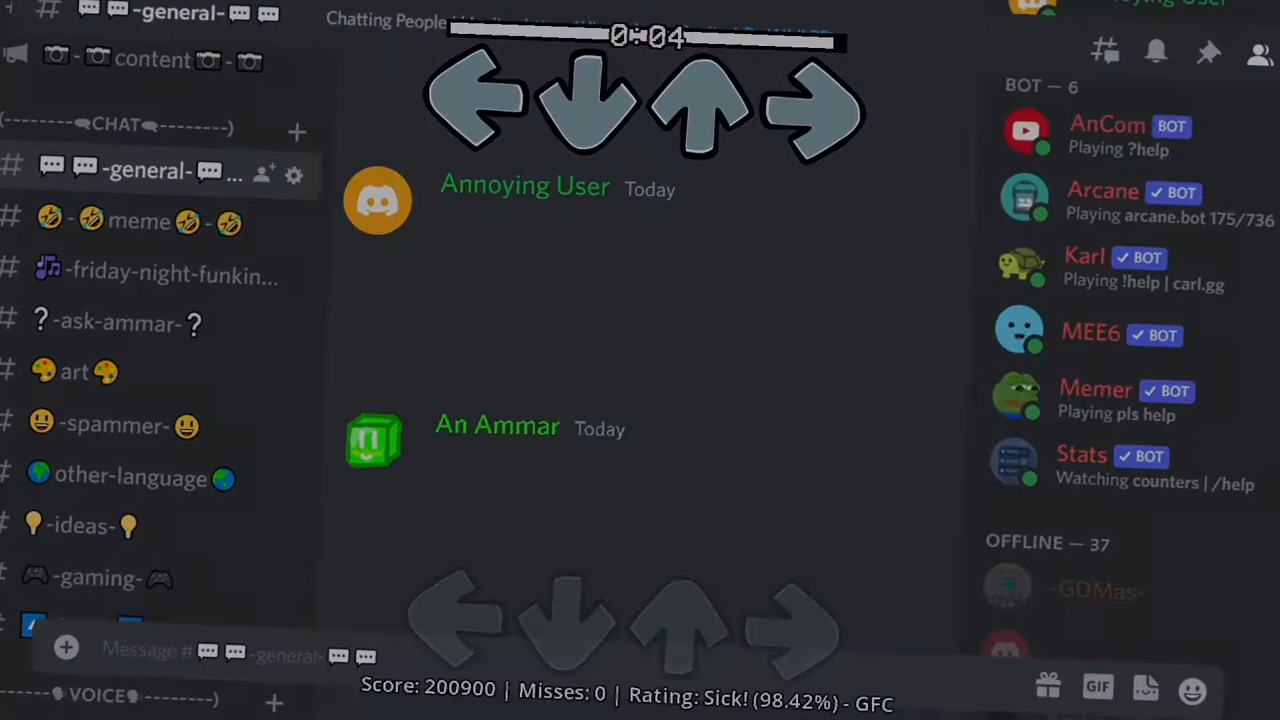 # 💬 💬 -general- 💬 💬
Chatting People
0:04
📷 - 📷 content 📷 - 📷
(-------🗨CHAT🗨-------) +
# 💬 💬 -general- 💬 ...
# 🤣 - 🤣 meme 🤣 - 🤣
# 🎶 -friday-night-funkin...
# ❓ -ask-ammar- ❓
# 🎨 art 🎨
# 😃 -spammer- 😃
# 🌍 other-language 🌏
# 💡 -ideas- 💡
# 🎮 -gaming- 🎮
------🗣VOICE🗣------) +
Annoying User Today
An Ammar Today
Message # 💬 💬 -general- 💬 💬
Score: 200900 | Misses: 0 | Rating: Sick! (98.42%) - GFC
GIF
BOT — 6
AnCom BOT
Playing ?help
Arcane ✓ BOT
Playing arcane.bot 175/736
Karl ✓ BOT
Playing !help | carl.gg
MEE6 ✓ BOT
Memer ✓ BOT
Playing pls help
Stats ✓ BOT
Watching counters | /help
OFFLINE — 37
-GDMas-